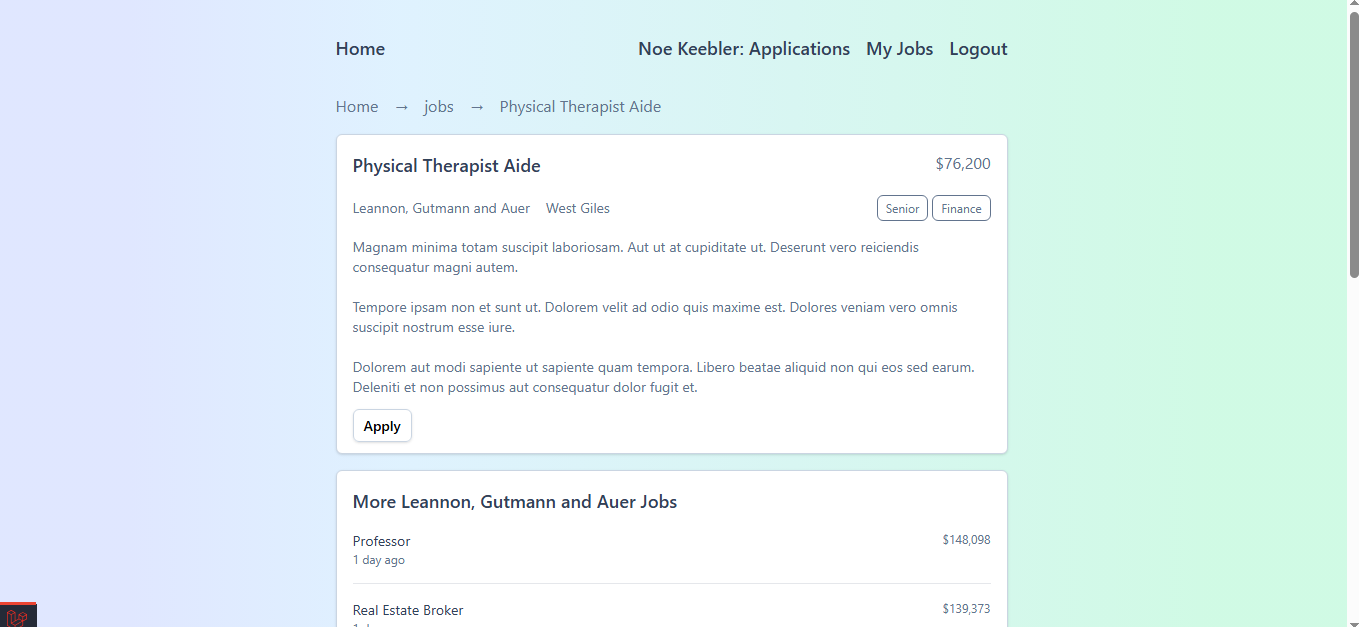 Home Noe Keebler: Applications My Jobs Logout
Home → jobs → Physical Therapist Aide
Physical Therapist Aide $76,200
Leannon, Gutmann and Auer West Giles Senior Finance
Magnam minima totam suscipit laboriosam. Aut ut at cupiditate ut. Deserunt vero reiciendis
consequatur magni autem.
Tempore ipsam non et sunt ut. Dolorem velit ad odio quis maxime est. Dolores veniam vero omnis
suscipit nostrum esse iure.
Dolorem aut modi sapiente ut sapiente quam tempora. Libero beatae aliquid non qui eos sed earum.
Deleniti et non possimus aut consequatur dolor fugit et.
Apply
More Leannon, Gutmann and Auer Jobs
Professor $148,098
1 day ago
Real Estate Broker $139,373